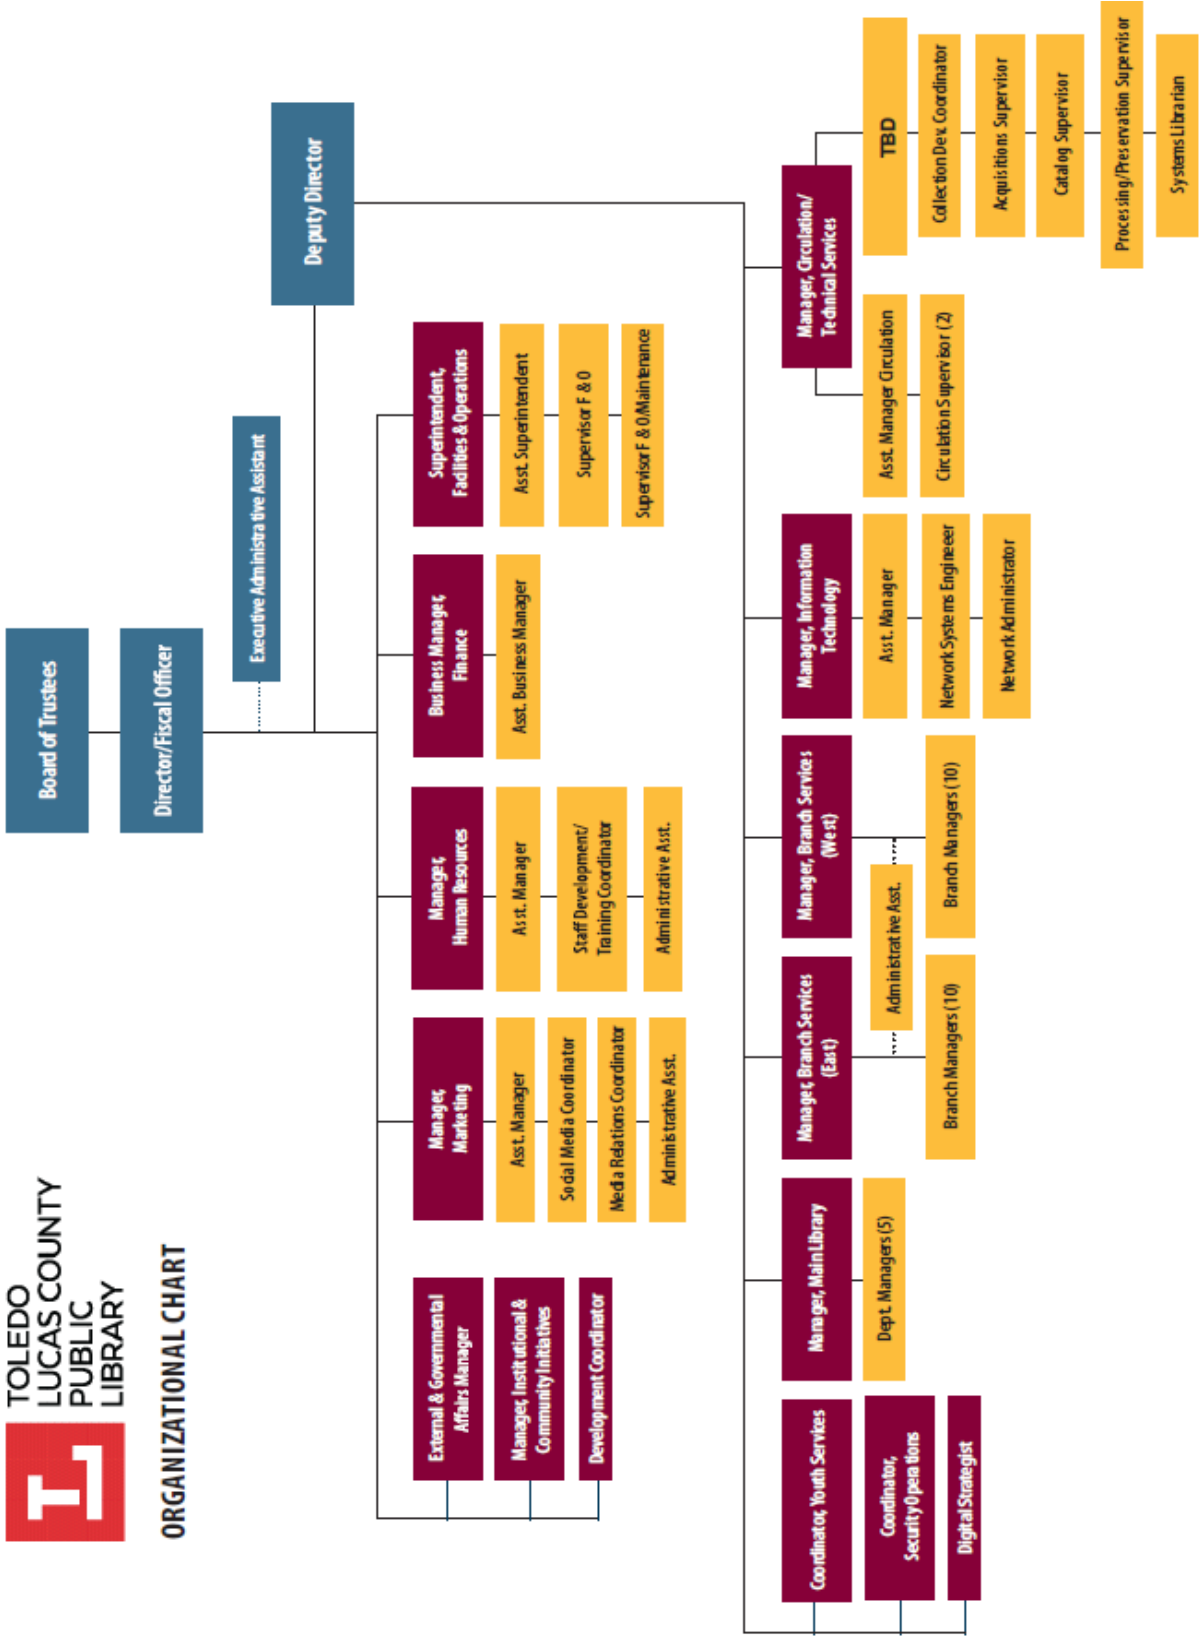 TOLEDO
LUCAS COUNTY
PUBLIC
LIBRARY
ORGANIZATIONAL CHART
Board of Trustees
Director/Fiscal Officer
Executive Administrative Assistant
Deputy Director
External & Governmental
Affairs Manager
Manager, Institutional &
Community Initiatives
Development Coordinator
Manager,
Marketing
Asst. Manager
Social Media Coordinator
Media Relations Coordinator
Administrative Asst.
Manager,
Human Resources
Asst. Manager
Staff Development/
Training Coordinator
Administrative Asst.
Business Manager,
Finance
Asst. Business Manager
Superintendent,
Facilities & Operations
Asst. Superintendent
Supervisor F & O
Supervisor F & O/Maintenance
Coordinator, Youth Services
Coordinator,
Security Operations
Digital Strategist
Manager, Main Library
Dept. Managers (5)
Manager, Branch Services
(East)
Branch Managers (10)
Administrative Asst.
Manager, Branch Services
(West)
Branch Managers (10)
Manager, Information
Technology
Asst. Manager
Network Systems Engineeer
Network Administrator
Manager, Circulation/
Technical Services
Asst. Manager Circulation
Circulation Supervisor (2)
TBD
Collection Dev. Coordinator
Acquisitions Supervisor
Catalog Supervisor
Processing/Preservation Supervisor
Systems Librarian